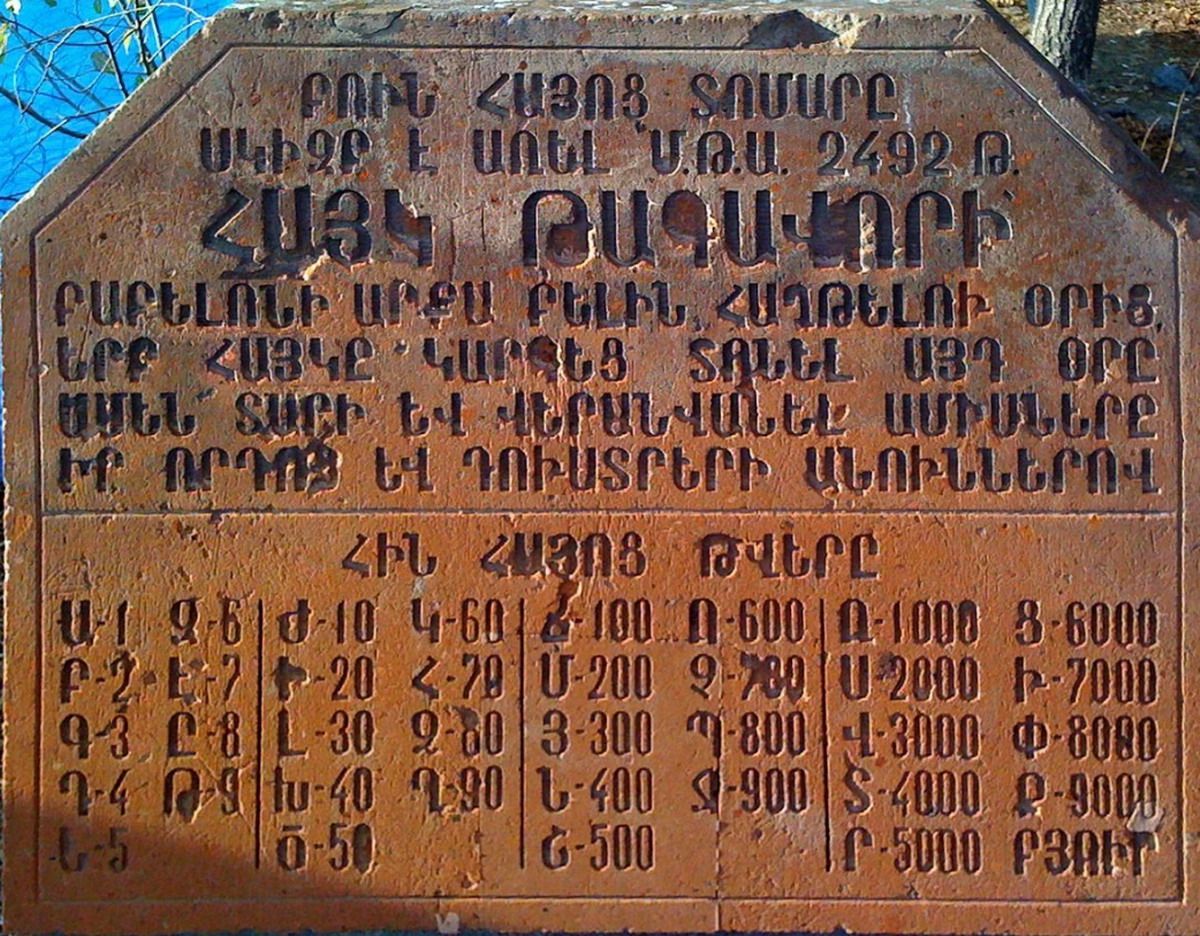 ԲՈՒՆ ՀԱՅՈՑ ՏՈՄԱՐԸ
ՍԿԻԶԲ Է ԱՌԵԼ Մ.Թ.Ա. 2492 Թ.
ՀԱՅԿ ԹԱԳԱՎՈՐԻ՝
ԲԱԲԵԼՈՆԻ ԱՐՔԱ ԲԵԼԻՆ ՀԱՂԹԵԼՈՒ ՕՐԻՑ,
ԵՐԲ ՀԱՅԿԸ ԿԱՐԳԵՑ ՏՈՆԵԼ ԱՅԴ ՕՐԸ
ԱՄԵՆ ՏԱՐԻ ԵՎ ՎԵՐԱՆՎԱՆԵԼ ԱՄԻՍՆԵՐԸ
ԻՐ ՈՐԴՈՑ ԵՎ ԴՈՒՍՏՐԵՐԻ ԱՆՈՒՆՆԵՐՈՎ
ՀԻՆ ՀԱՅՈՑ ԹՎԵՐԸ
Ա-1 Զ-6 Ժ-10 Կ-60 Ճ-100 Ո-600 Ռ-1000 Ց-6000
Բ-2 Է-7 Ի-20 Հ-70 Մ-200 Չ-700 Ս-2000 Ւ-7000
Գ-3 Ը-8 Լ-30 Ձ-80 Յ-300 Պ-800 Վ-3000 Փ-8000
Դ-4 Թ-9 Խ-40 Ղ-90 Ն-400 Ջ-900 Տ-4000 Ք-9000
Ե-5 Ծ-50 Շ-500 Ր-5000 ԲՅՈՒՐ